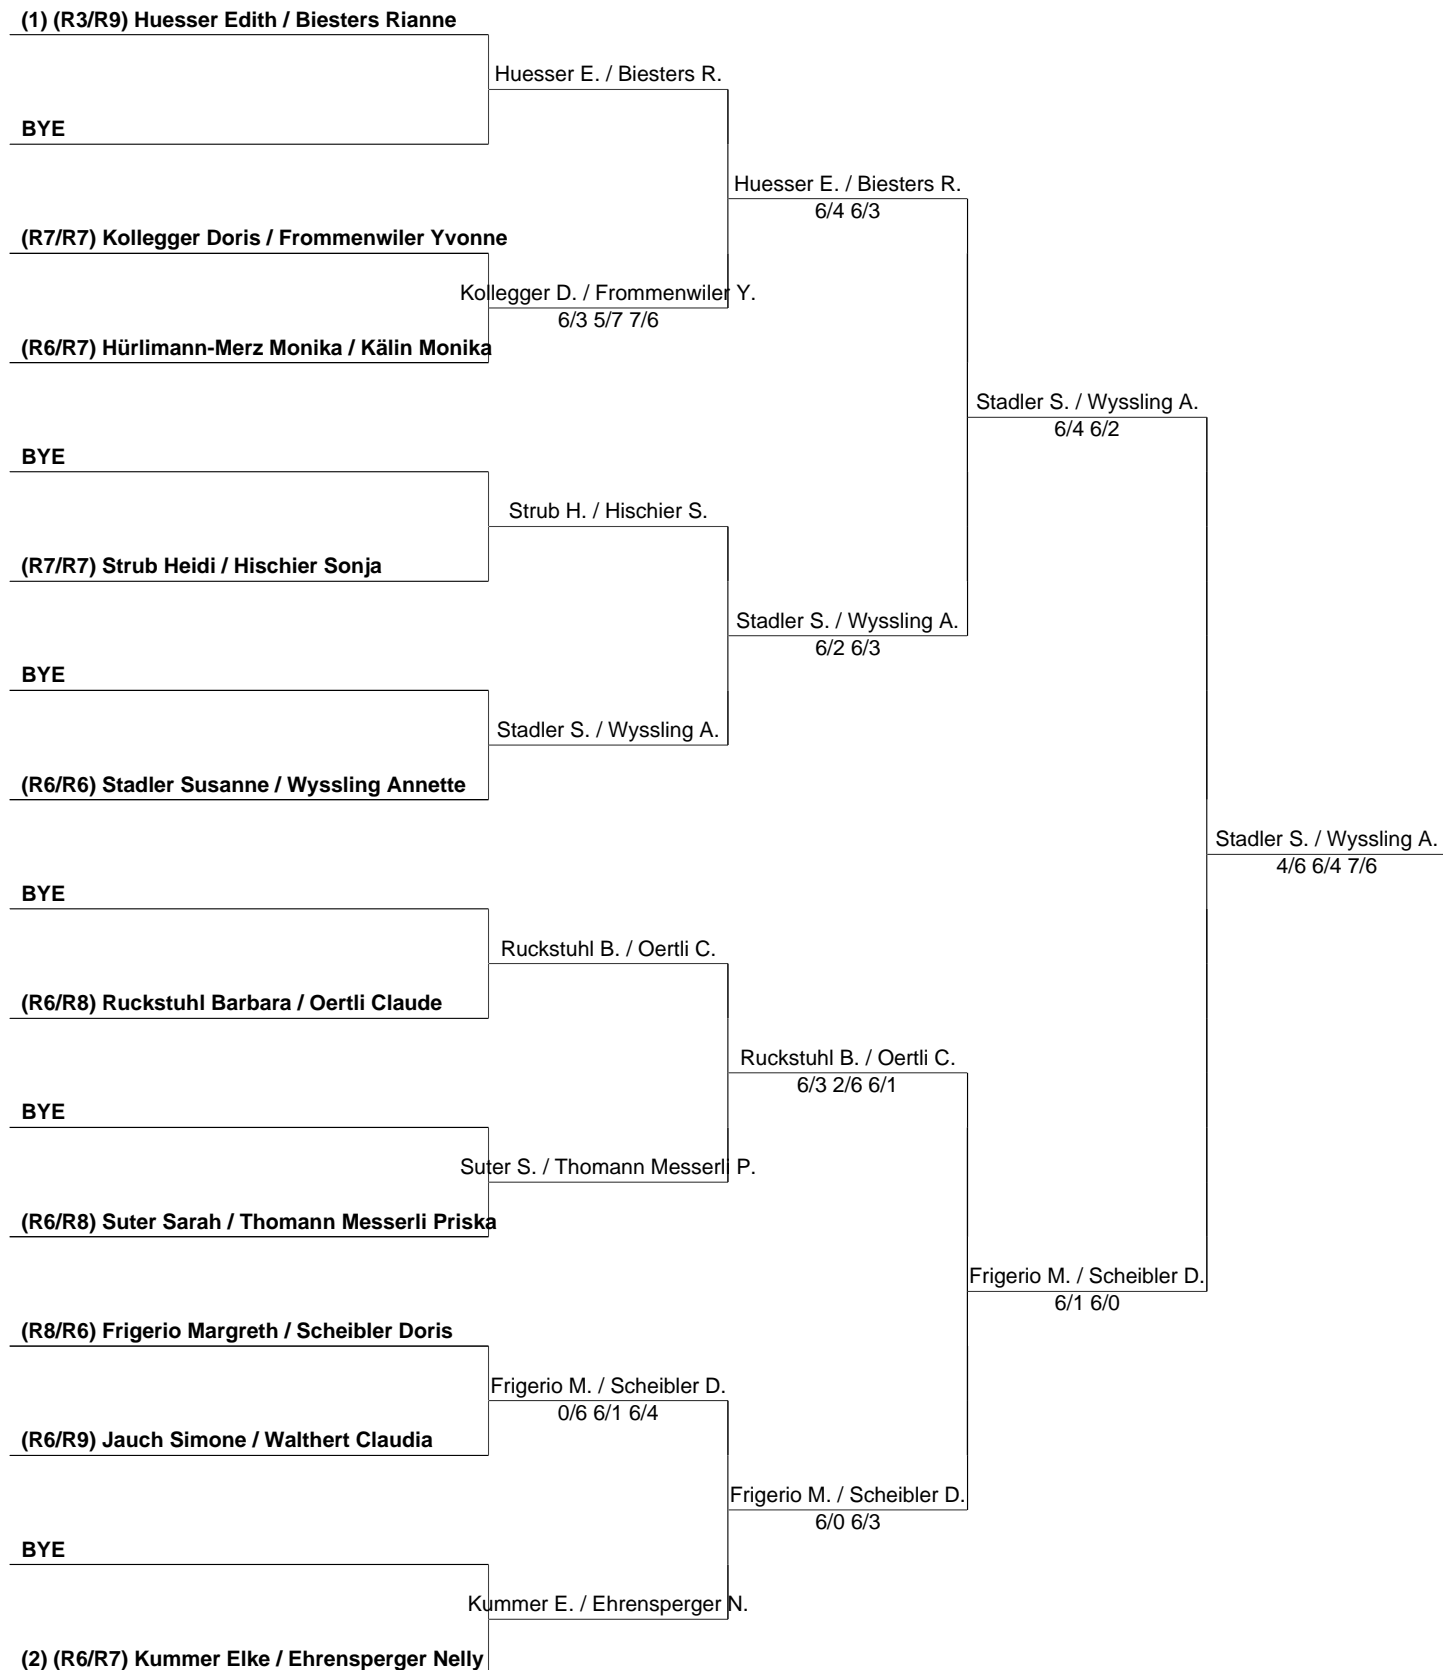 (1) (R3/R9) Huesser Edith / Biesters Rianne
Huesser E. / Biesters R.
BYE
Huesser E. / Biesters R.
6/4 6/3
(R7/R7) Kollegger Doris / Frommenwiler Yvonne
Kollegger D. / Frommenwiler Y.
6/3 5/7 7/6
(R6/R7) Hürlimann-Merz Monika / Kälin Monika
Stadler S. / Wyssling A.
6/4 6/2
BYE
Strub H. / Hischier S.
(R7/R7) Strub Heidi / Hischier Sonja
Stadler S. / Wyssling A.
6/2 6/3
BYE
Stadler S. / Wyssling A.
(R6/R6) Stadler Susanne / Wyssling Annette
Stadler S. / Wyssling A.
4/6 6/4 7/6
BYE
Ruckstuhl B. / Oertli C.
(R6/R8) Ruckstuhl Barbara / Oertli Claude
Ruckstuhl B. / Oertli C.
6/3 2/6 6/1
BYE
Suter S. / Thomann Messerli P.
(R6/R8) Suter Sarah / Thomann Messerli Priska
Frigerio M. / Scheibler D.
6/1 6/0
(R8/R6) Frigerio Margreth / Scheibler Doris
Frigerio M. / Scheibler D.
0/6 6/1 6/4
(R6/R9) Jauch Simone / Walthert Claudia
Frigerio M. / Scheibler D.
6/0 6/3
BYE
Kummer E. / Ehrensperger N.
(2) (R6/R7) Kummer Elke / Ehrensperger Nelly